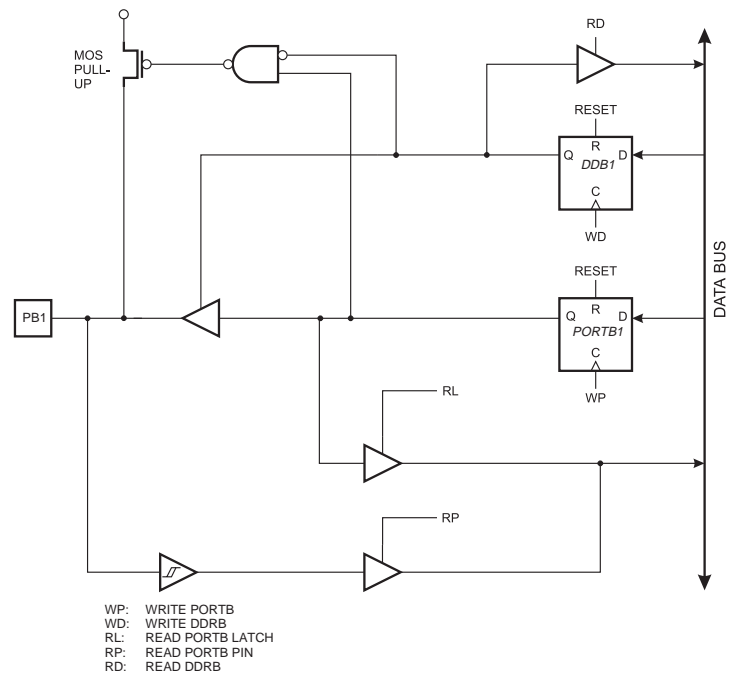 RD
MOS
PULL-
UP
RESET
R
Q
D
DDB1
C
WD
DATA BUS
RESET
R
Q
D
PORTB1
C
WP
PB1
RL
RP
WP: WRITE PORTB
WD: WRITE DDRB
RL: READ PORTB LATCH
RP: READ PORTB PIN
RD: READ DDRB